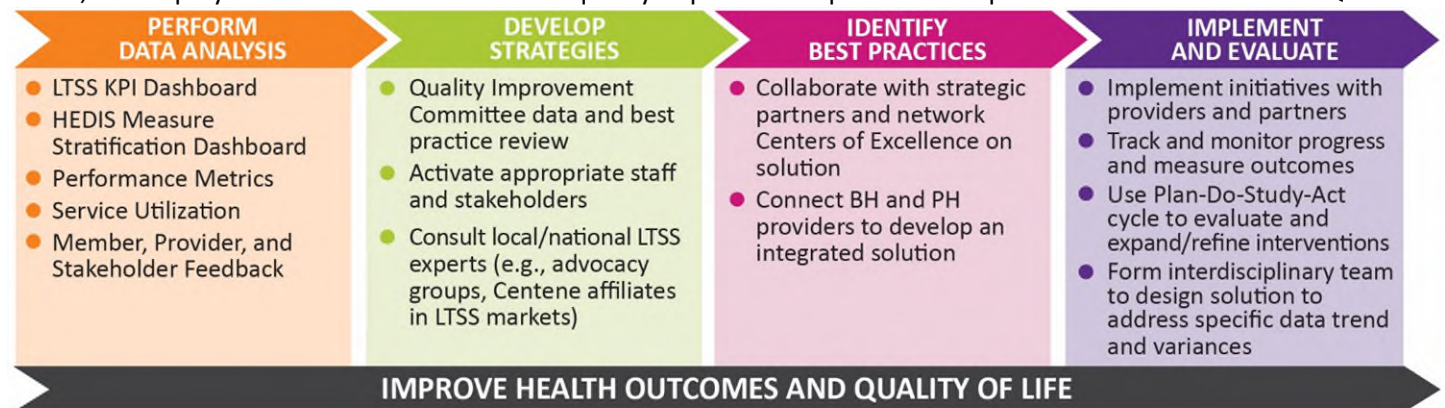 PERFORM
DATA ANALYSIS
LTSS KPI Dashboard
HEDIS Measure
Stratification Dashboard
Performance Metrics
Service Utilization
Member, Provider, and
Stakeholder Feedback
DEVELOP
STRATEGIES
Quality Improvement
Committee data and best
practice review
Activate appropriate staff
and stakeholders
Consult local/national LTSS
experts (e.g., advocacy
groups, Centene affiliates
in LTSS markets)
IDENTIFY
BEST PRACTICES
Collaborate with strategic
partners and network
Centers of Excellence on
solution
Connect BH and PH
providers to develop an
integrated solution
IMPLEMENT
AND EVALUATE
Implement initiatives with
providers and partners
Track and monitor progress
and measure outcomes
Use Plan-Do-Study-Act
cycle to evaluate and
expand/refine interventions
Form interdisciplinary team
to design solution to
address specific data trend
and variances
IMPROVE HEALTH OUTCOMES AND QUALITY OF LIFE